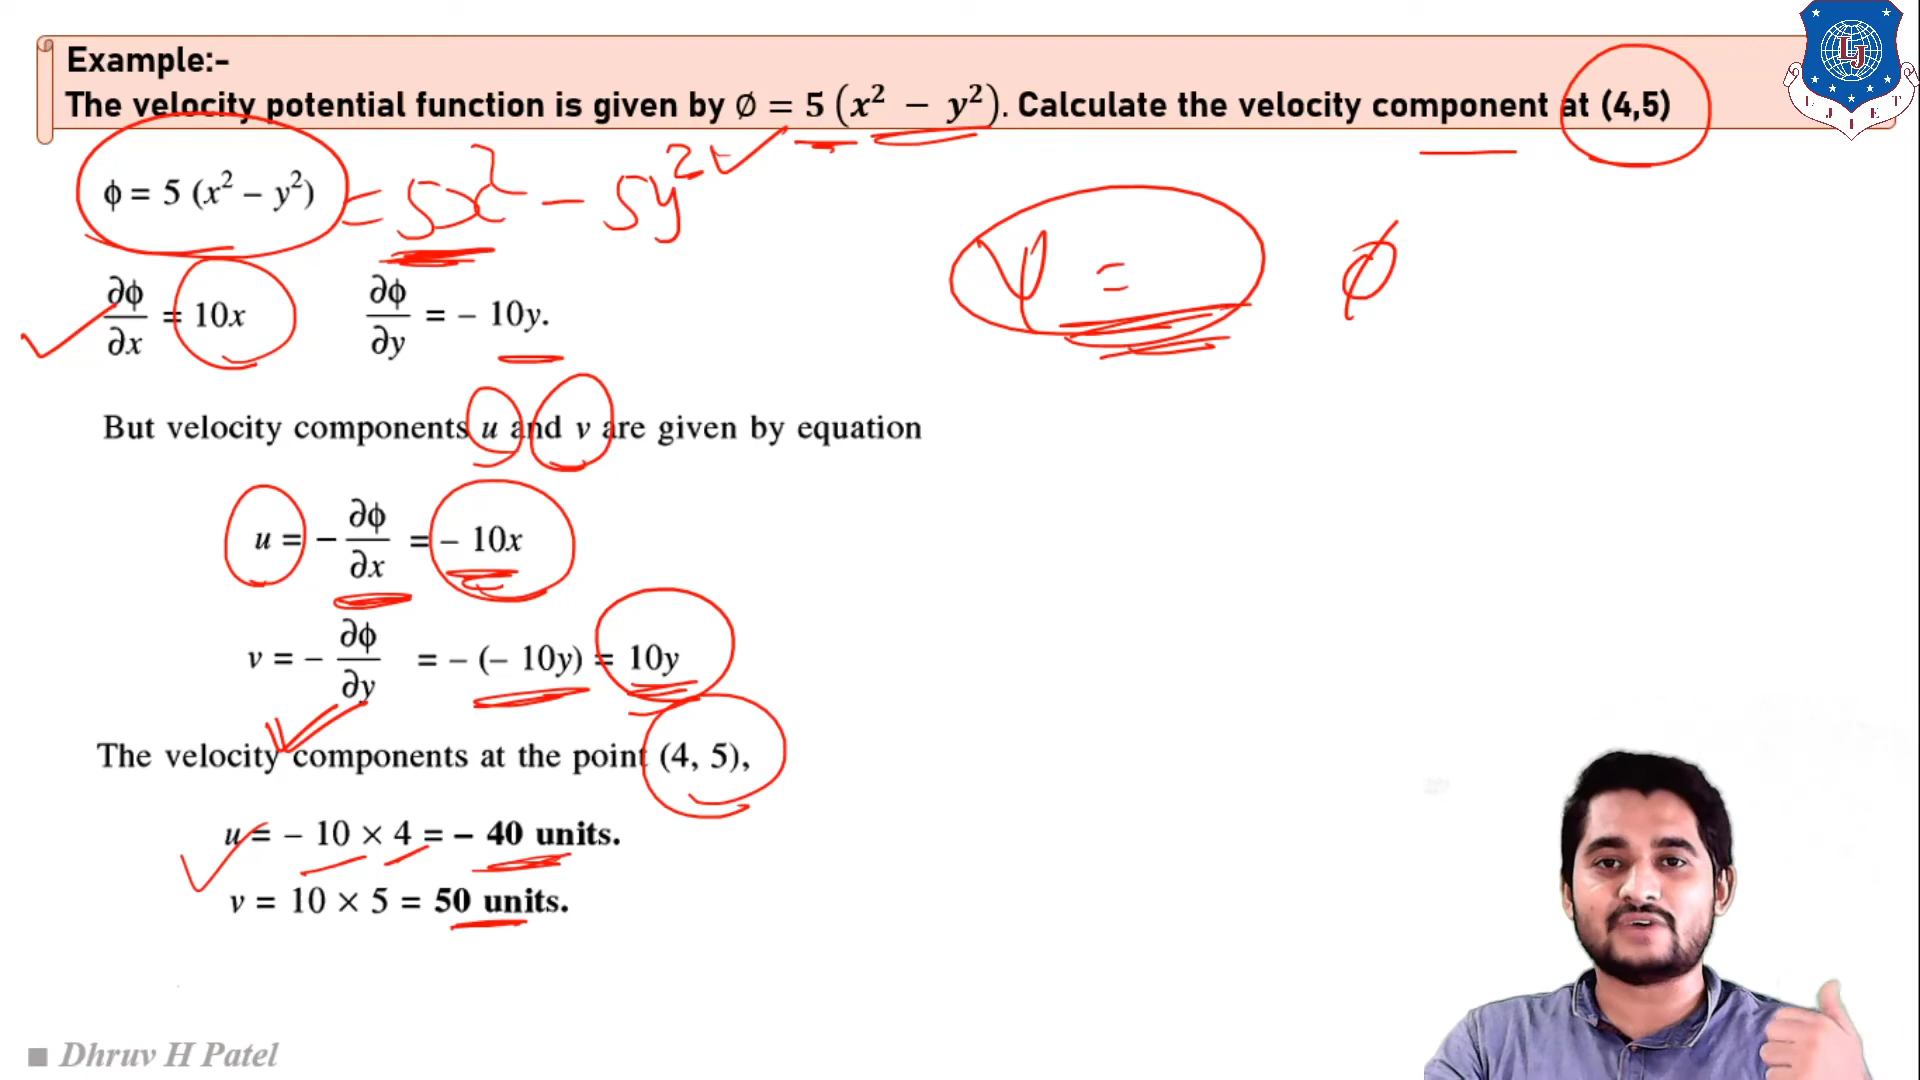 Example:-
The velocity potential function is given by ∅ = 5 (x² − y²). Calculate the velocity component at (4,5)
LJ
L J I E T
ϕ = 5 (x² – y²) = 5x² – 5y²
∂ϕ/∂x = 10x ∂ϕ/∂y = – 10y.
ψ = ϕ
But velocity components u and v are given by equation
u = – ∂ϕ/∂x = – 10x
v = – ∂ϕ/∂y = – (– 10y) = 10y
The velocity components at the point (4, 5),
u = – 10 × 4 = – 40 units.
v = 10 × 5 = 50 units.
Dhruv H Patel